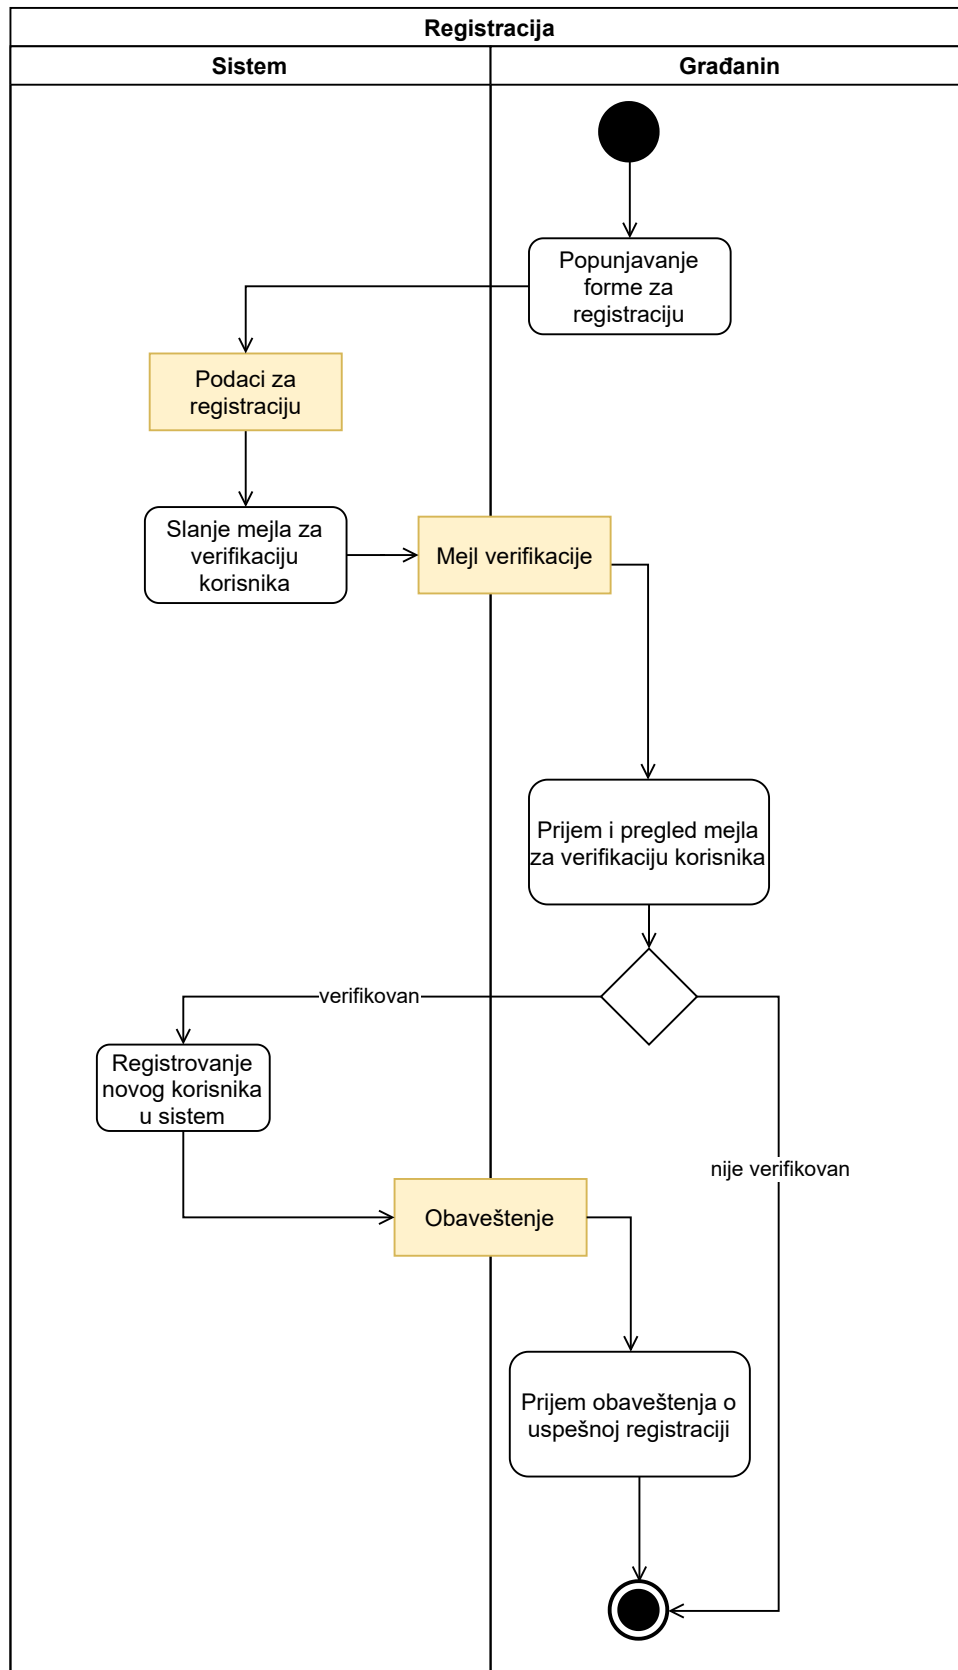 Registracija
Sistem
Građanin
Popunjavanje
forme za
registraciju
Podaci za
registraciju
Slanje mejla za
verifikaciju
korisnika
Mejl verifikacije
Prijem i pregled mejla
za verifikaciju korisnika
verifikovan
Registrovanje
novog korisnika
u sistem
nije verifikovan
Obaveštenje
Prijem obaveštenja o
uspešnoj registraciji